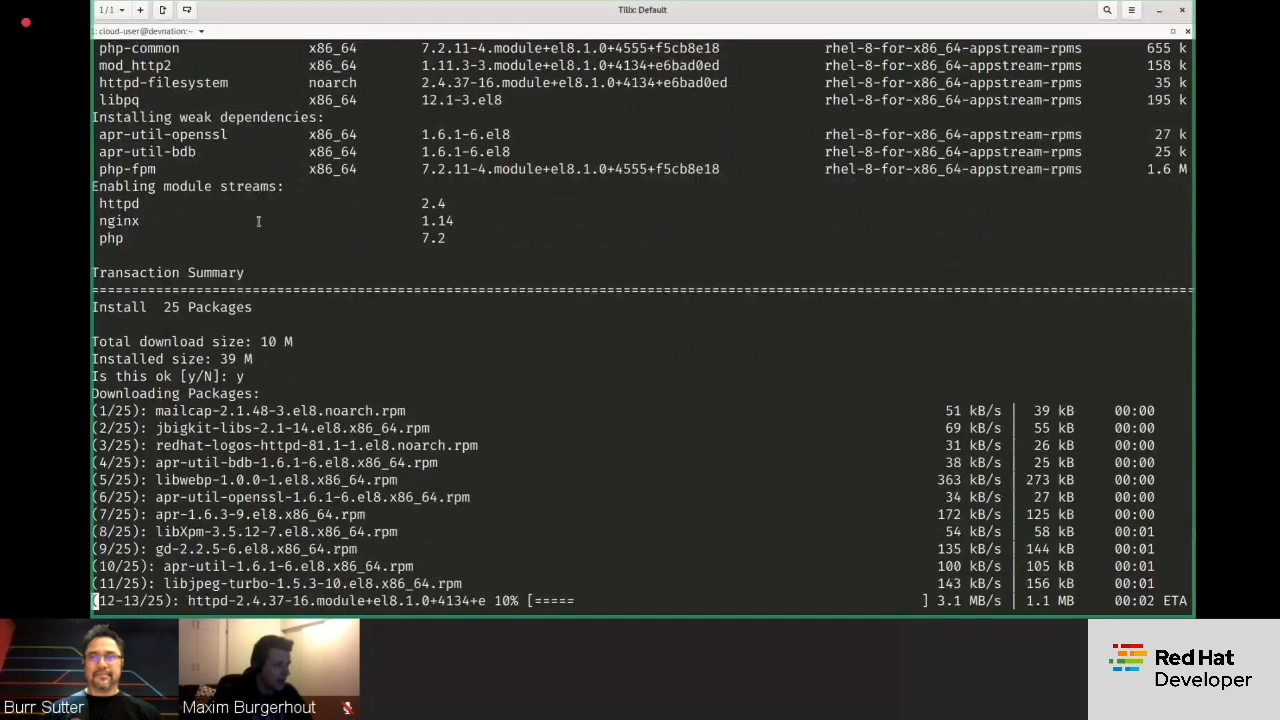 1/1
Tilix: Default
: cloud-user@devnation:~
php-common x86_64 7.2.11-4.module+el8.1.0+4555+f5cb8e18 rhel-8-for-x86_64-appstream-rpms 655 k
mod_http2 x86_64 1.11.3-3.module+el8.1.0+4134+e6bad0ed rhel-8-for-x86_64-appstream-rpms 158 k
httpd-filesystem noarch 2.4.37-16.module+el8.1.0+4134+e6bad0ed rhel-8-for-x86_64-appstream-rpms 35 k
libpq x86_64 12.1-3.el8 rhel-8-for-x86_64-appstream-rpms 195 k
Installing weak dependencies:
apr-util-openssl x86_64 1.6.1-6.el8 rhel-8-for-x86_64-appstream-rpms 27 k
apr-util-bdb x86_64 1.6.1-6.el8 rhel-8-for-x86_64-appstream-rpms 25 k
php-fpm x86_64 7.2.11-4.module+el8.1.0+4555+f5cb8e18 rhel-8-for-x86_64-appstream-rpms 1.6 M
Enabling module streams:
httpd 2.4
nginx 1.14
php 7.2
Transaction Summary
================================================================================
Install 25 Packages
Total download size: 10 M
Installed size: 39 M
Is this ok [y/N]: y
Downloading Packages:
(1/25): mailcap-2.1.48-3.el8.noarch.rpm 51 kB/s | 39 kB 00:00
(2/25): jbigkit-libs-2.1-14.el8.x86_64.rpm 69 kB/s | 55 kB 00:00
(3/25): redhat-logos-httpd-81.1-1.el8.noarch.rpm 31 kB/s | 26 kB 00:00
(4/25): apr-util-bdb-1.6.1-6.el8.x86_64.rpm 38 kB/s | 25 kB 00:00
(5/25): libwebp-1.0.0-1.el8.x86_64.rpm 363 kB/s | 273 kB 00:00
(6/25): apr-util-openssl-1.6.1-6.el8.x86_64.rpm 34 kB/s | 27 kB 00:00
(7/25): apr-1.6.3-9.el8.x86_64.rpm 172 kB/s | 125 kB 00:00
(8/25): libXpm-3.5.12-7.el8.x86_64.rpm 54 kB/s | 58 kB 00:01
(9/25): gd-2.2.5-6.el8.x86_64.rpm 135 kB/s | 144 kB 00:01
(10/25): apr-util-1.6.1-6.el8.x86_64.rpm 100 kB/s | 105 kB 00:01
(11/25): libjpeg-turbo-1.5.3-10.el8.x86_64.rpm 143 kB/s | 156 kB 00:01
(12-13/25): httpd-2.4.37-16.module+el8.1.0+4134+e 10% [===== ] 3.1 MB/s | 1.1 MB 00:02 ETA
Burr Sutter
Maxim Burgerhout
Red Hat
Developer